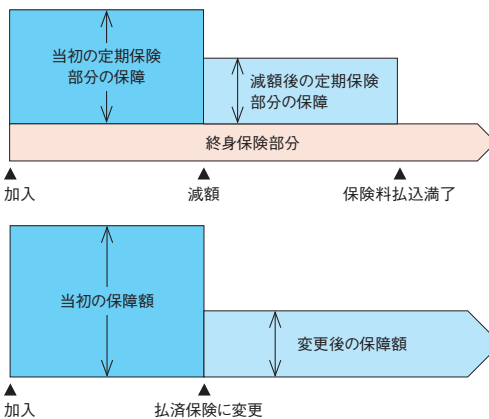 当初の定期保険
部分の保障
減額後の定期保険
部分の保障
終身保険部分
▲
▲
▲
加入
減額
保険料払込満了
当初の保障額
変更後の保障額
▲
▲
加入
払済保険に変更